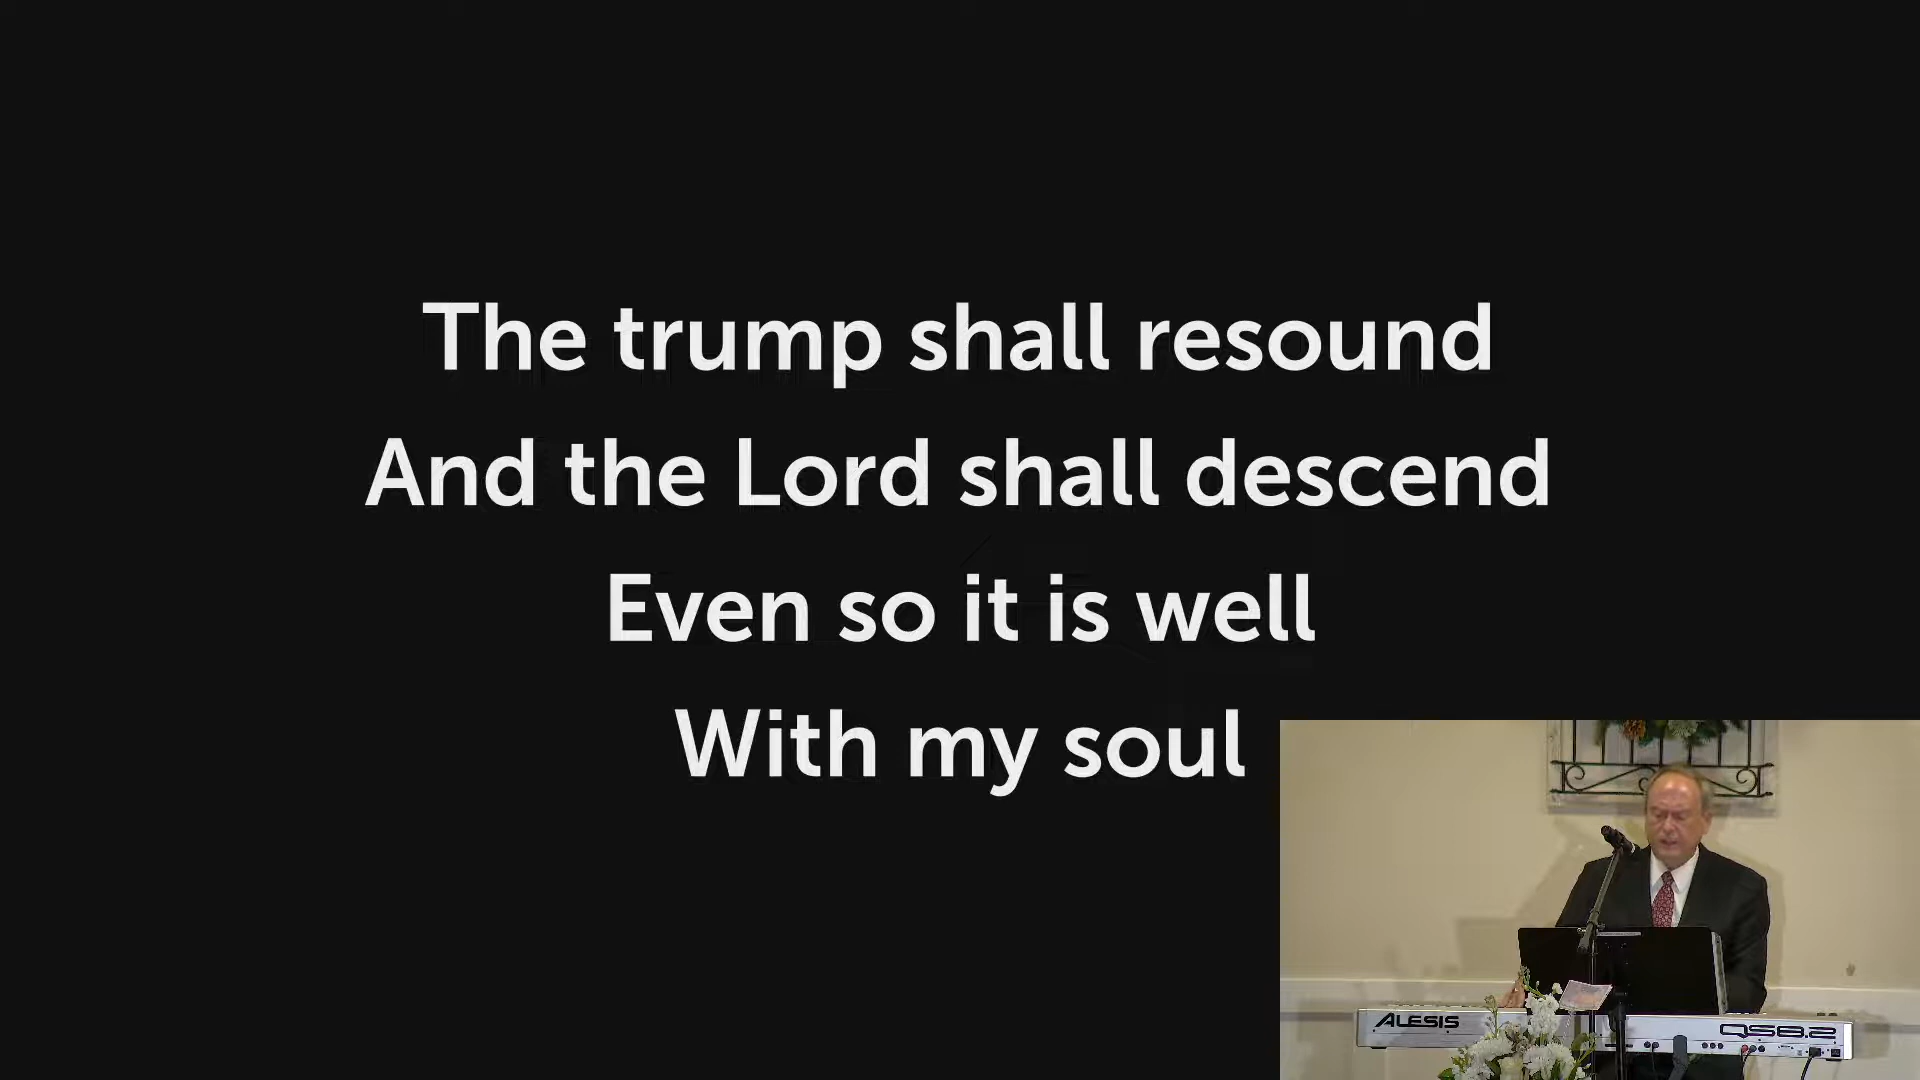 The trump shall resound
And the Lord shall descend
Even so it is well
With my soul
ALESIS
QS8.2